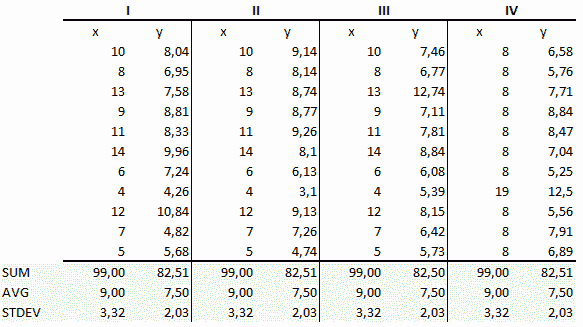 I II III IV
x y x y x y x y
10 8,04 10 9,14 10 7,46 8 6,58
8 6,95 8 8,14 8 6,77 8 5,76
13 7,58 13 8,74 13 12,74 8 7,71
9 8,81 9 8,77 9 7,11 8 8,84
11 8,33 11 9,26 11 7,81 8 8,47
14 9,96 14 8,1 14 8,84 8 7,04
6 7,24 6 6,13 6 6,08 8 5,25
4 4,26 4 3,1 4 5,39 19 12,5
12 10,84 12 9,13 12 8,15 8 5,56
7 4,82 7 7,26 7 6,42 8 7,91
5 5,68 5 4,74 5 5,73 8 6,89
SUM 99,00 82,51 99,00 82,51 99,00 82,50 99,00 82,51
AVG 9,00 7,50 9,00 7,50 9,00 7,50 9,00 7,50
STDEV 3,32 2,03 3,32 2,03 3,32 2,03 3,32 2,03